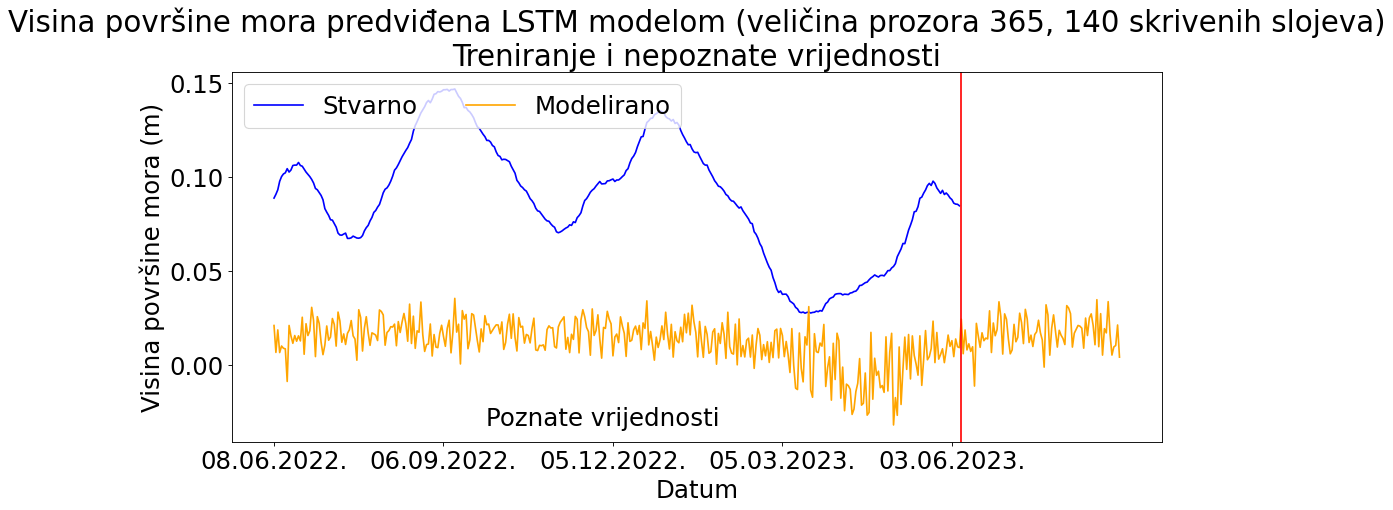 Visina površine mora predviđena LSTM modelom (veličina prozora 365, 140 skrivenih slojeva)
Treniranje i nepoznate vrijednosti
Stvarno
Modelirano
Visina površine mora (m)
0.15
0.10
0.05
0.00
Poznate vrijednosti
08.06.2022.
06.09.2022.
05.12.2022.
05.03.2023.
03.06.2023.
Datum